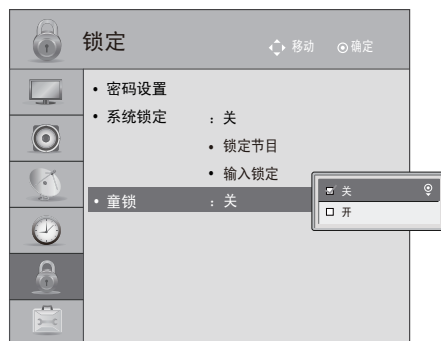 锁定 移动 确定
• 密码设置
• 系统锁定 : 关
• 锁定节目
• 输入锁定
• 童锁 : 关
关
开